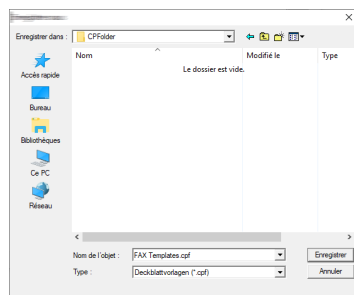 Enregistrer dans :
CPFolder
Nom
Modifié le
Type
Le dossier est vide.
Accès rapide
Bureau
Bibliothèques
Ce PC
Réseau
Nom de l'objet :
FAX Templates.cpf
Enregistrer
Type :
Deckblattvorlagen (*.cpf)
Annuler